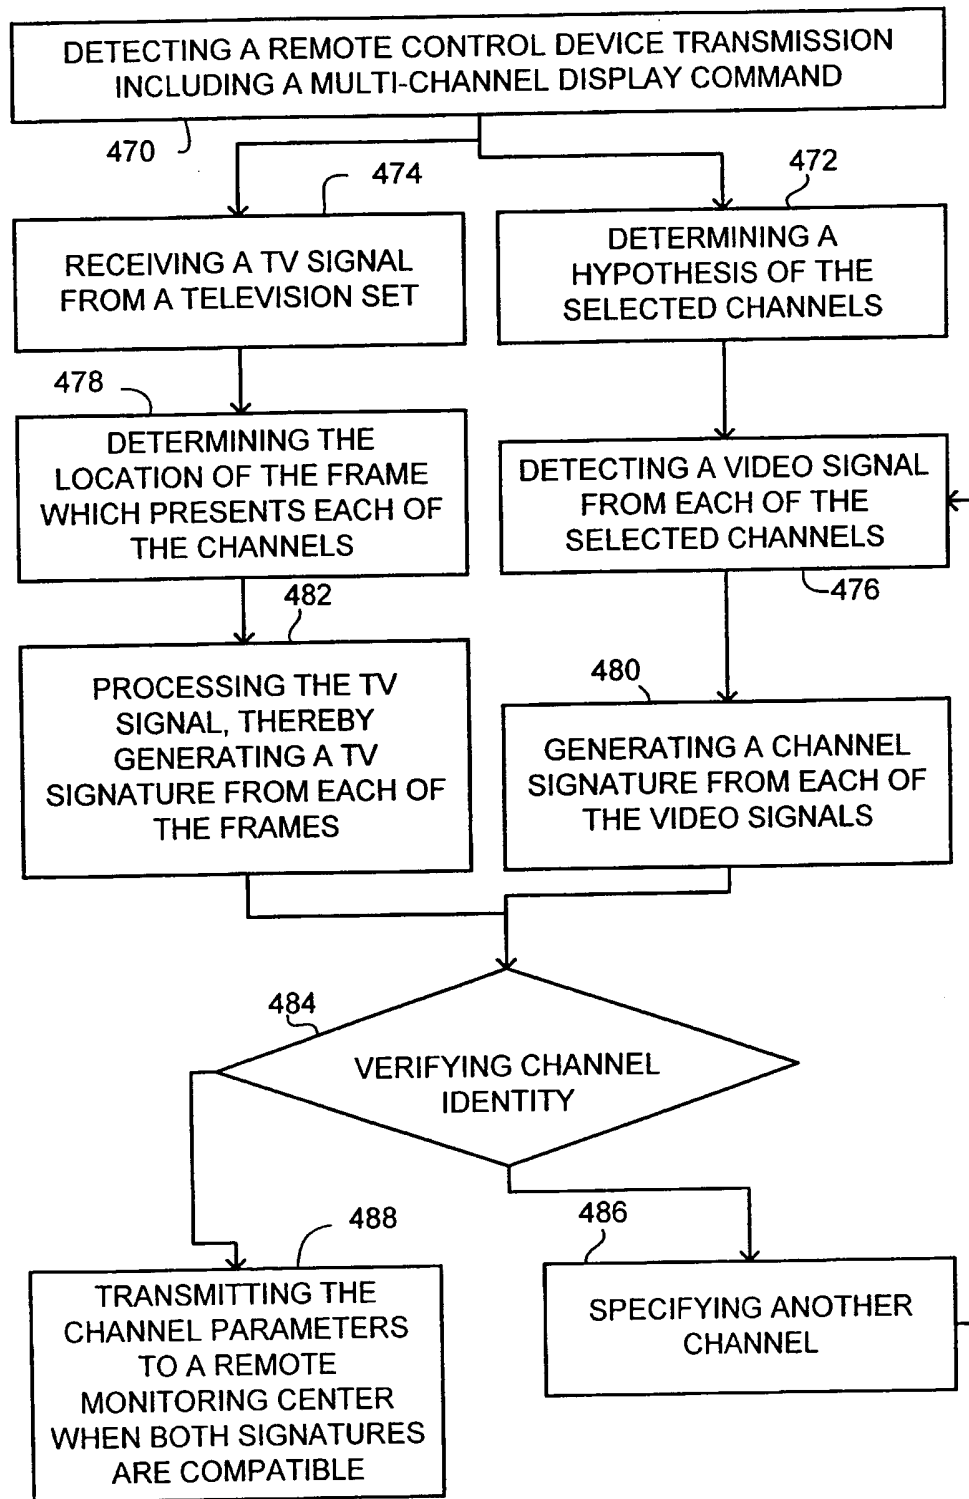 DETECTING A REMOTE CONTROL DEVICE TRANSMISSION
INCLUDING A MULTI-CHANNEL DISPLAY COMMAND
470
474
472
RECEIVING A TV SIGNAL
FROM A TELEVISION SET
DETERMINING A
HYPOTHESIS OF THE
SELECTED CHANNELS
478
DETERMINING THE
LOCATION OF THE FRAME
WHICH PRESENTS EACH OF
THE CHANNELS
DETECTING A VIDEO SIGNAL
FROM EACH OF THE
SELECTED CHANNELS
476
482
PROCESSING THE TV
SIGNAL, THEREBY
GENERATING A TV
SIGNATURE FROM EACH OF
THE FRAMES
480
GENERATING A CHANNEL
SIGNATURE FROM EACH OF
THE VIDEO SIGNALS
484
VERIFYING CHANNEL
IDENTITY
488
486
TRANSMITTING THE
CHANNEL PARAMETERS
TO A REMOTE
MONITORING CENTER
WHEN BOTH SIGNATURES
ARE COMPATIBLE
SPECIFYING ANOTHER
CHANNEL